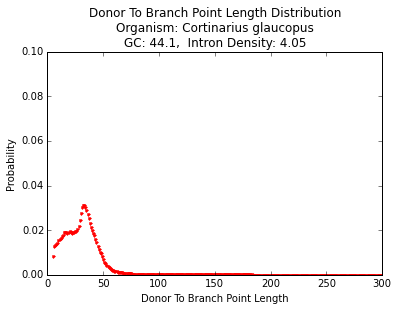 Donor To Branch Point Length Distribution
Organism: Cortinarius glaucopus
GC: 44.1,  Intron Density: 4.05
0.10
0.08
0.06
0.04
0.02
0.00
Probability
0 50 100 150 200 250 300
Donor To Branch Point Length